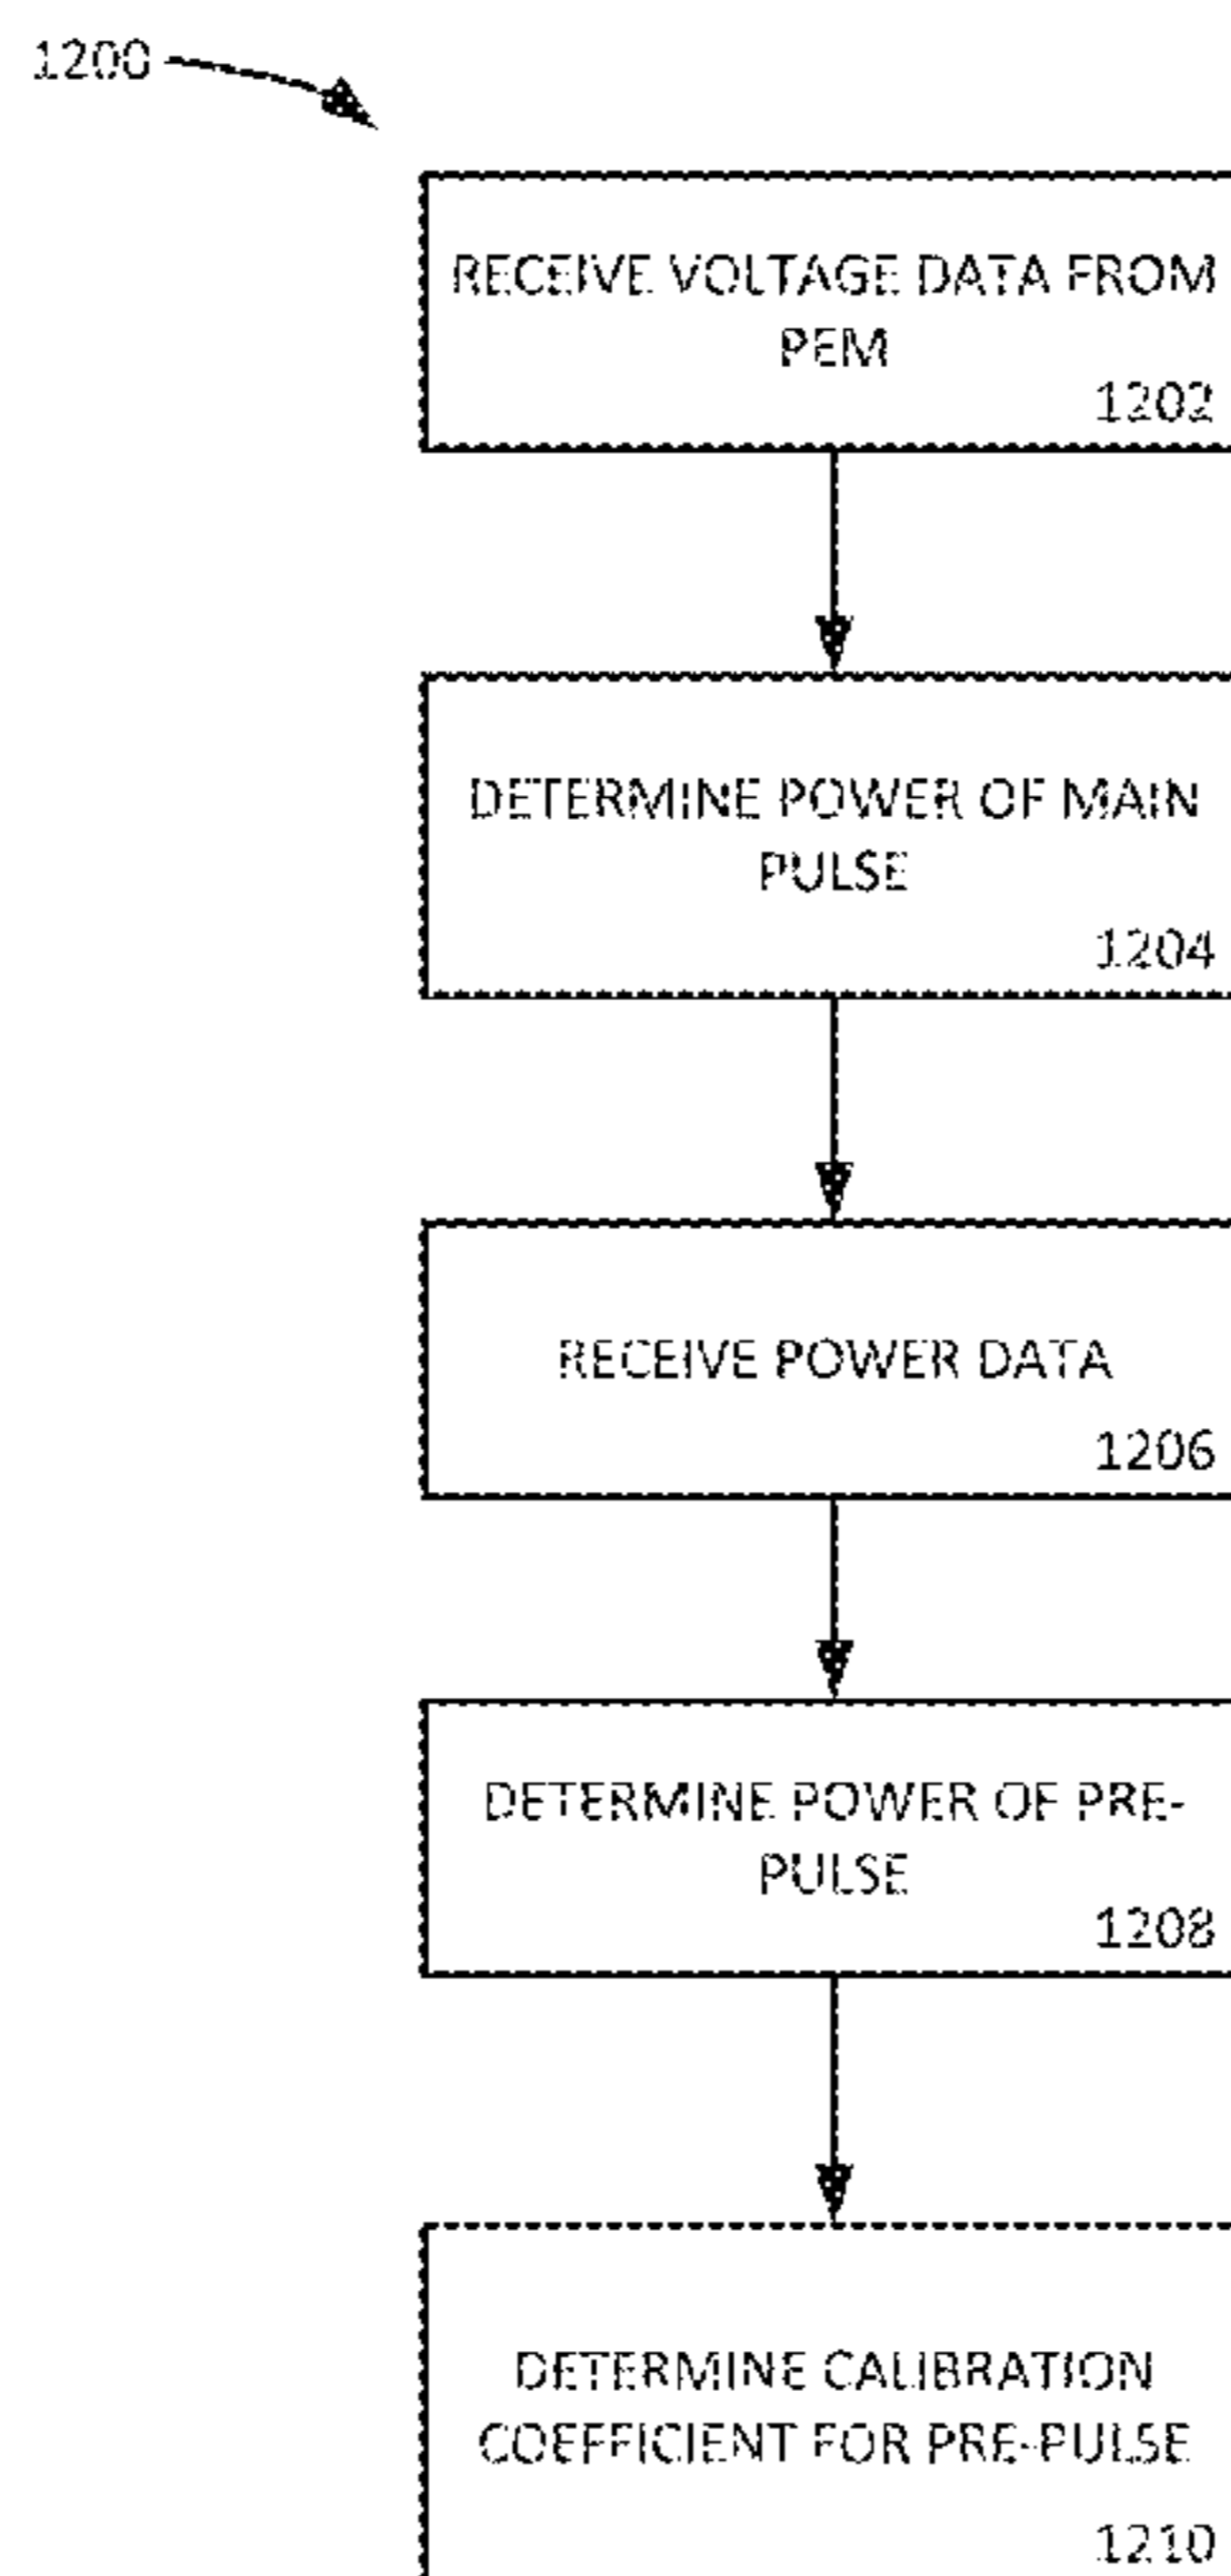 1200
RECEIVE VOLTAGE DATA FROM
PEM
1202
DETERMINE POWER OF MAIN
PULSE
1204
RECEIVE POWER DATA
1206
DETERMINE POWER OF PRE-
PULSE
1208
DETERMINE CALIBRATION
COEFFICIENT FOR PRE-PULSE
1210